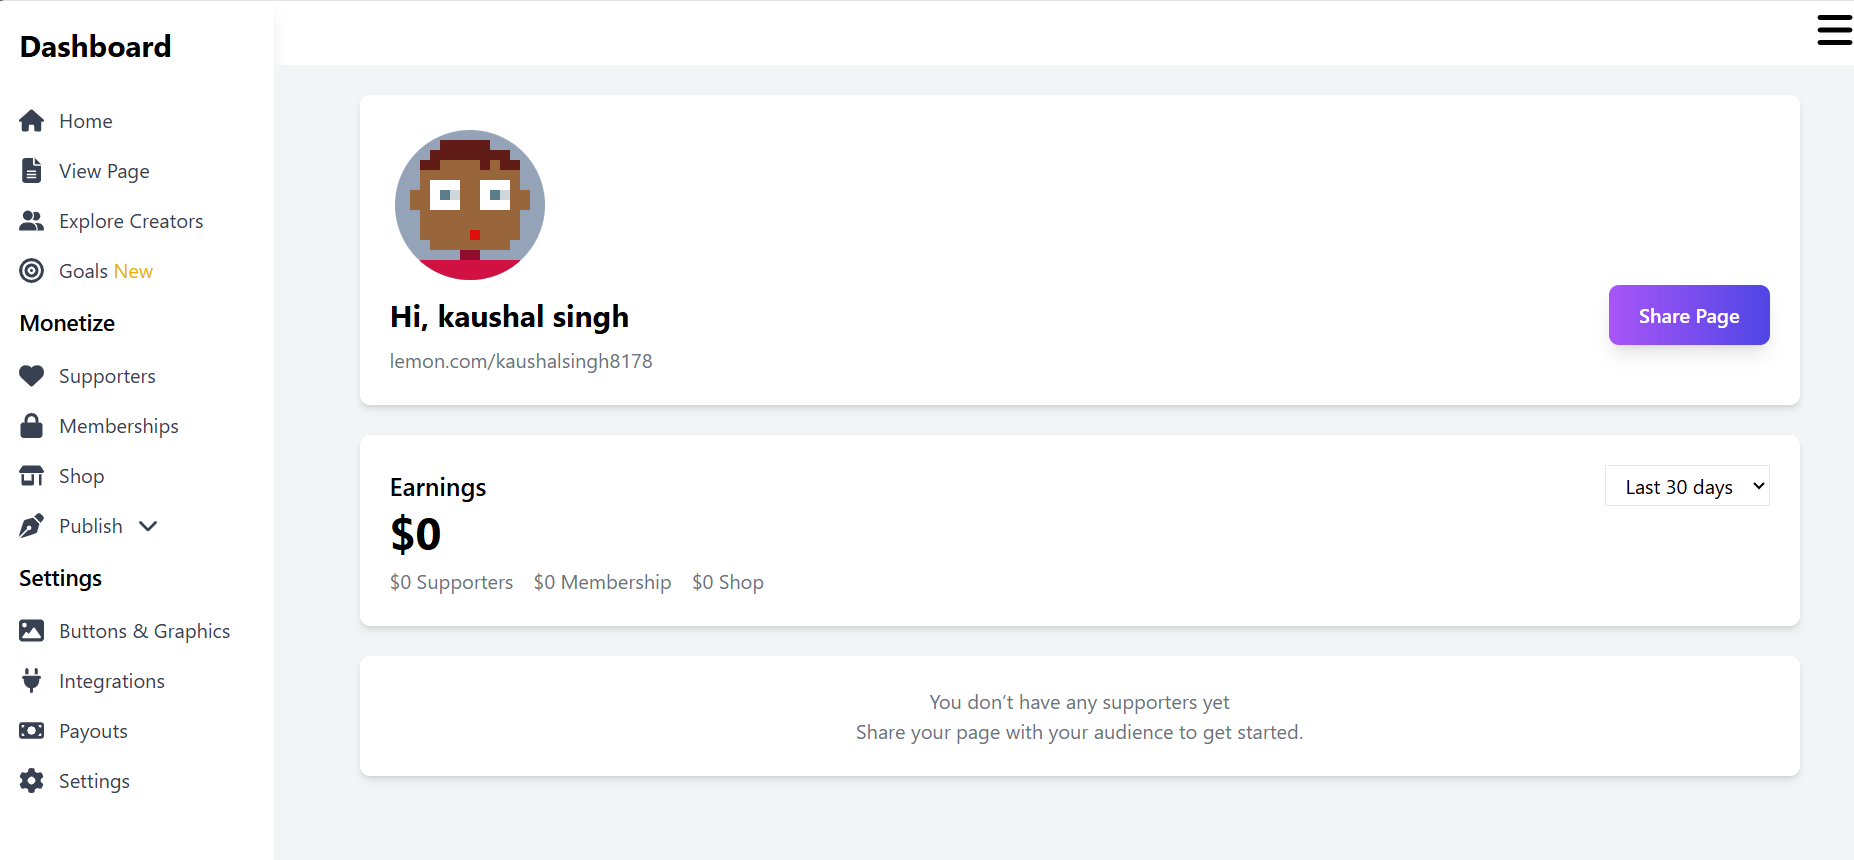 Dashboard
Home
View Page
Explore Creators
Goals New
Monetize
Supporters
Memberships
Shop
Publish
Settings
Buttons & Graphics
Integrations
Payouts
Settings
Hi, kaushal singh
lemon.com/kaushalsingh8178
Share Page
Earnings
Last 30 days
$0
$0 Supporters $0 Membership $0 Shop
You don’t have any supporters yet
Share your page with your audience to get started.